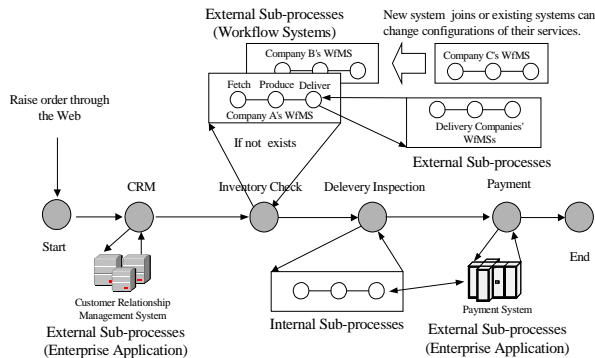 External Sub-processes
(Workflow Systems)
New system joins or existing systems can
change configurations of their services.
Company B's WfMS
Company C's WfMS
Fetch Produce Deliver
Company A's WfMS
Raise order through
the Web
If not exists
Delivery Companies'
WfMSs
External Sub-processes
CRM
Inventory Check
Delevery Inspection
Payment
Start
End
Customer Relationship
Management System
External Sub-processes
(Enterprise Application)
Internal Sub-processes
Payment System
External Sub-processes
(Enterprise Application)